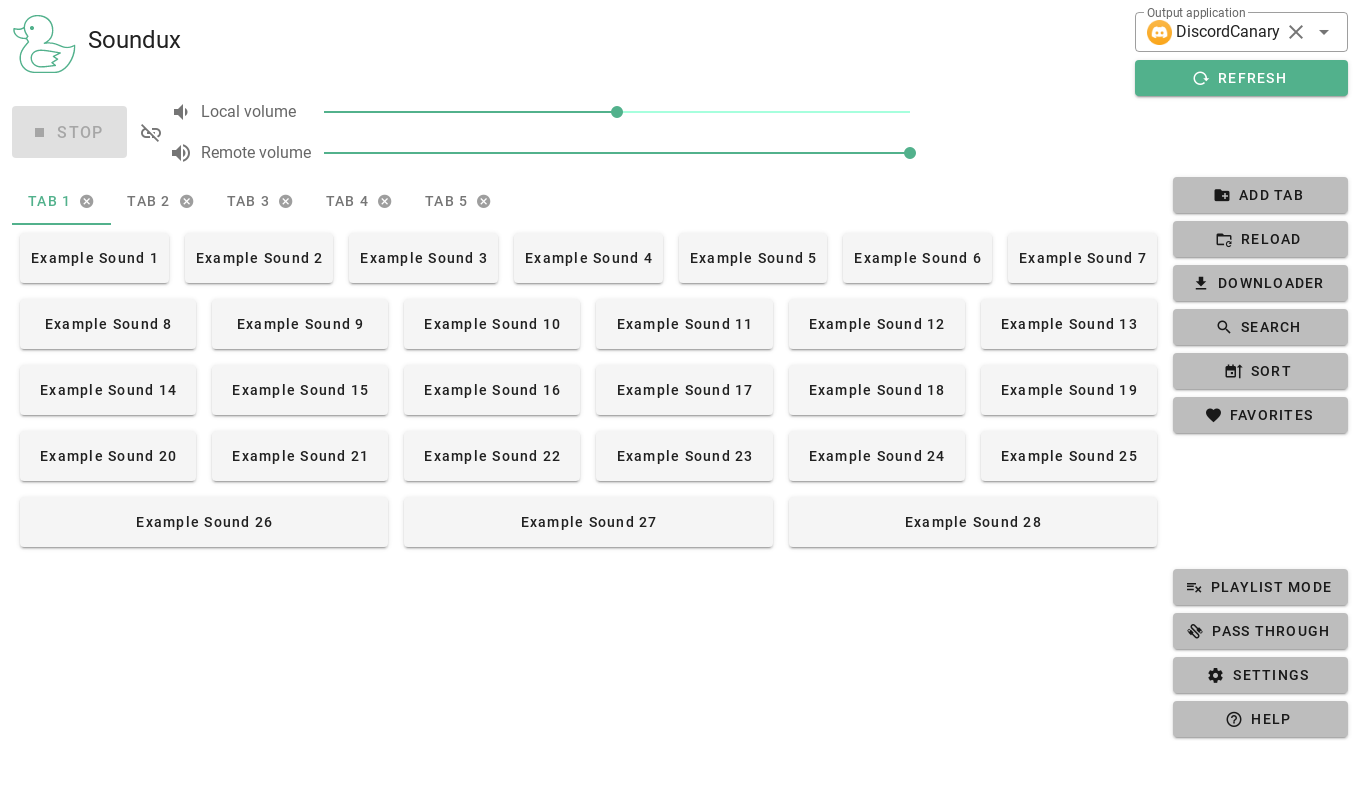 Soundux
Output application
DiscordCanary
REFRESH
STOP
Local volume
Remote volume
TAB 1 TAB 2 TAB 3 TAB 4 TAB 5
Example Sound 1 Example Sound 2 Example Sound 3 Example Sound 4 Example Sound 5 Example Sound 6 Example Sound 7
Example Sound 8 Example Sound 9 Example Sound 10 Example Sound 11 Example Sound 12 Example Sound 13
Example Sound 14 Example Sound 15 Example Sound 16 Example Sound 17 Example Sound 18 Example Sound 19
Example Sound 20 Example Sound 21 Example Sound 22 Example Sound 23 Example Sound 24 Example Sound 25
Example Sound 26 Example Sound 27 Example Sound 28
ADD TAB
RELOAD
DOWNLOADER
SEARCH
SORT
FAVORITES
PLAYLIST MODE
PASS THROUGH
SETTINGS
HELP